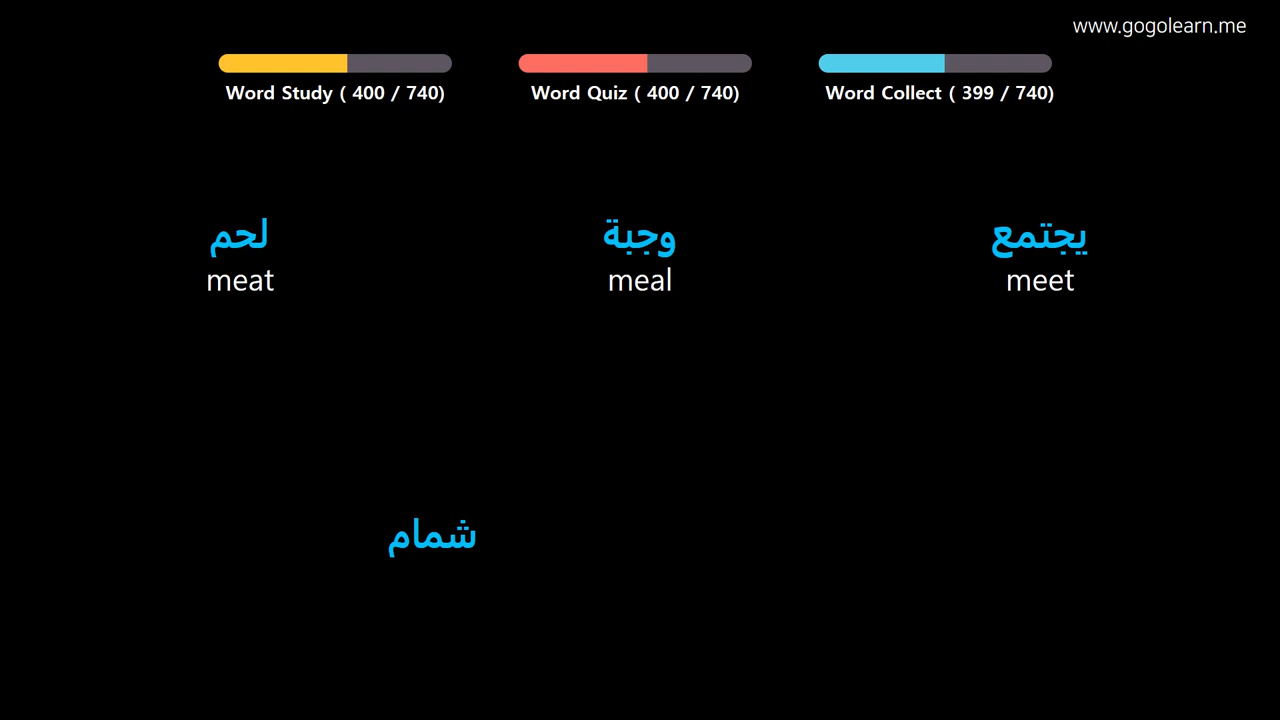 www.gogolearn.me
Word Study ( 400 / 740)
Word Quiz ( 400 / 740)
Word Collect ( 399 / 740)
لحم
meat
وجبة
meal
يجتمع
meet
شمام